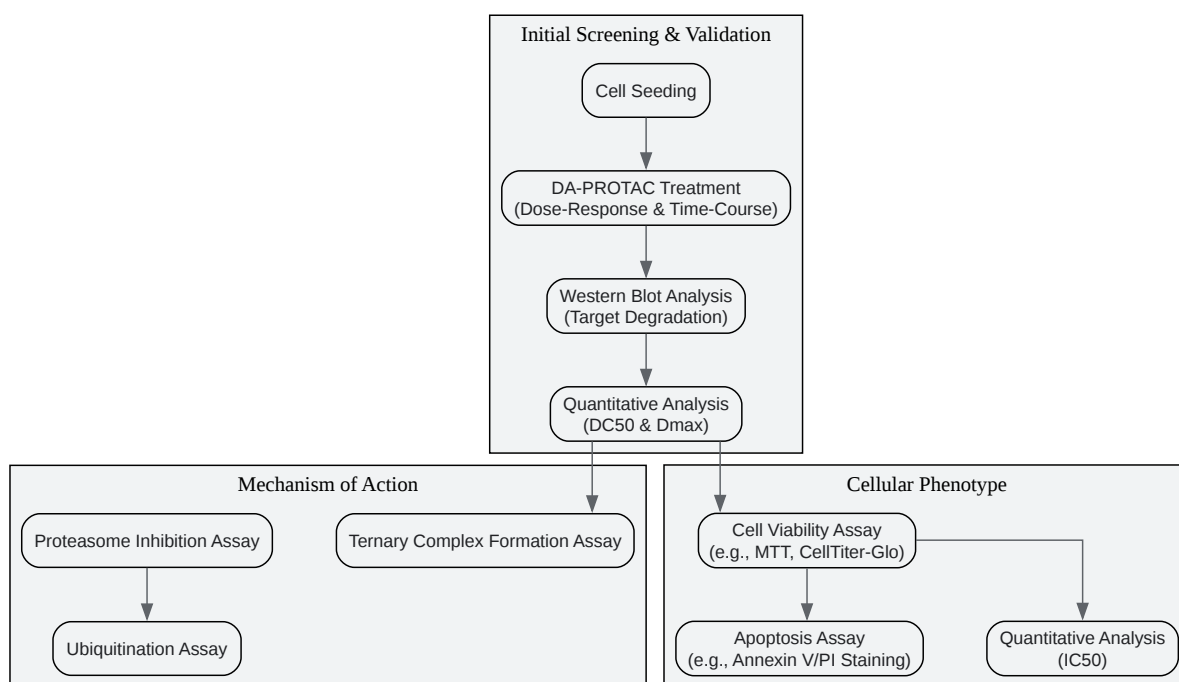 Initial Screening & Validation
Cell Seeding
DA-PROTAC Treatment
(Dose-Response & Time-Course)
Western Blot Analysis
(Target Degradation)
Quantitative Analysis
(DC50 & Dmax)
Mechanism of Action
Proteasome Inhibition Assay
Ternary Complex Formation Assay
Ubiquitination Assay
Cellular Phenotype
Cell Viability Assay
(e.g., MTT, CellTiter-Glo)
Apoptosis Assay
(e.g., Annexin V/PI Staining)
Quantitative Analysis
(IC50)